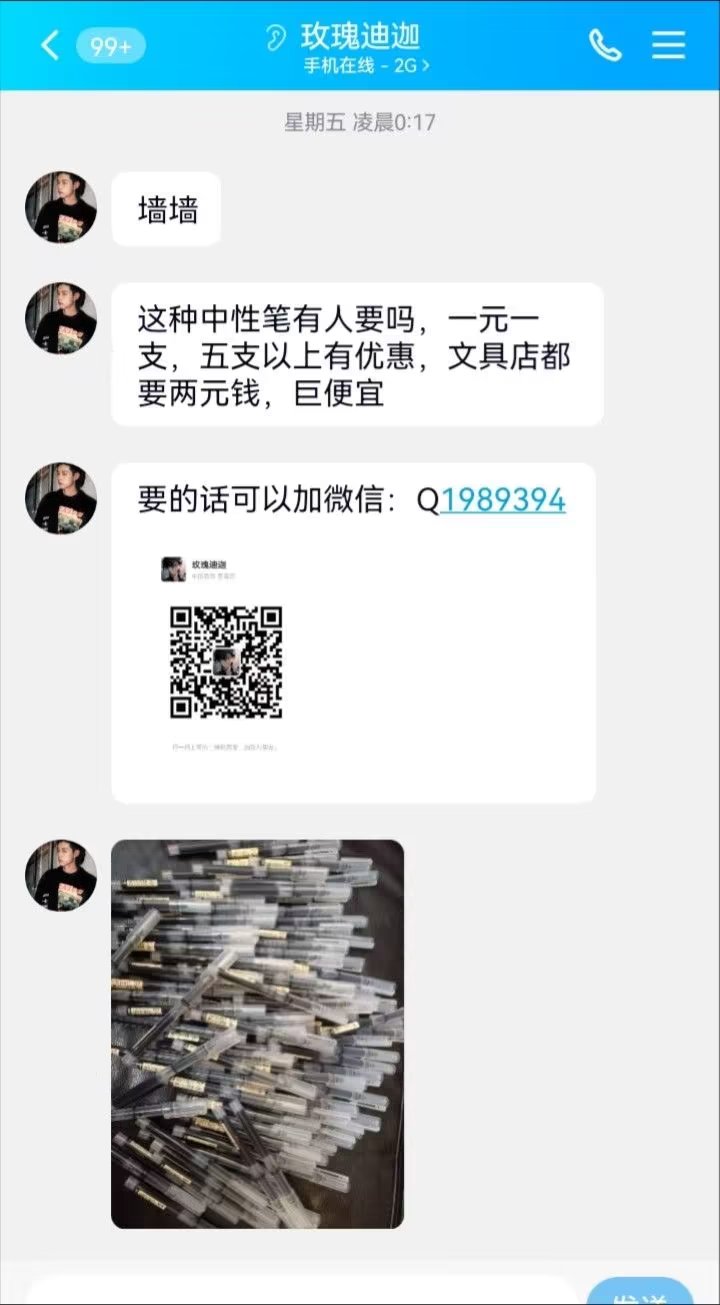 99+
玫瑰迪迦
手机在线 - 2G
星期五 凌晨0:17
墙墙
这种中性笔有人要吗，一元一
支，五支以上有优惠，文具店都
要两元钱，巨便宜
要的话可以加微信：Q1989394
玫瑰迪迦
发送